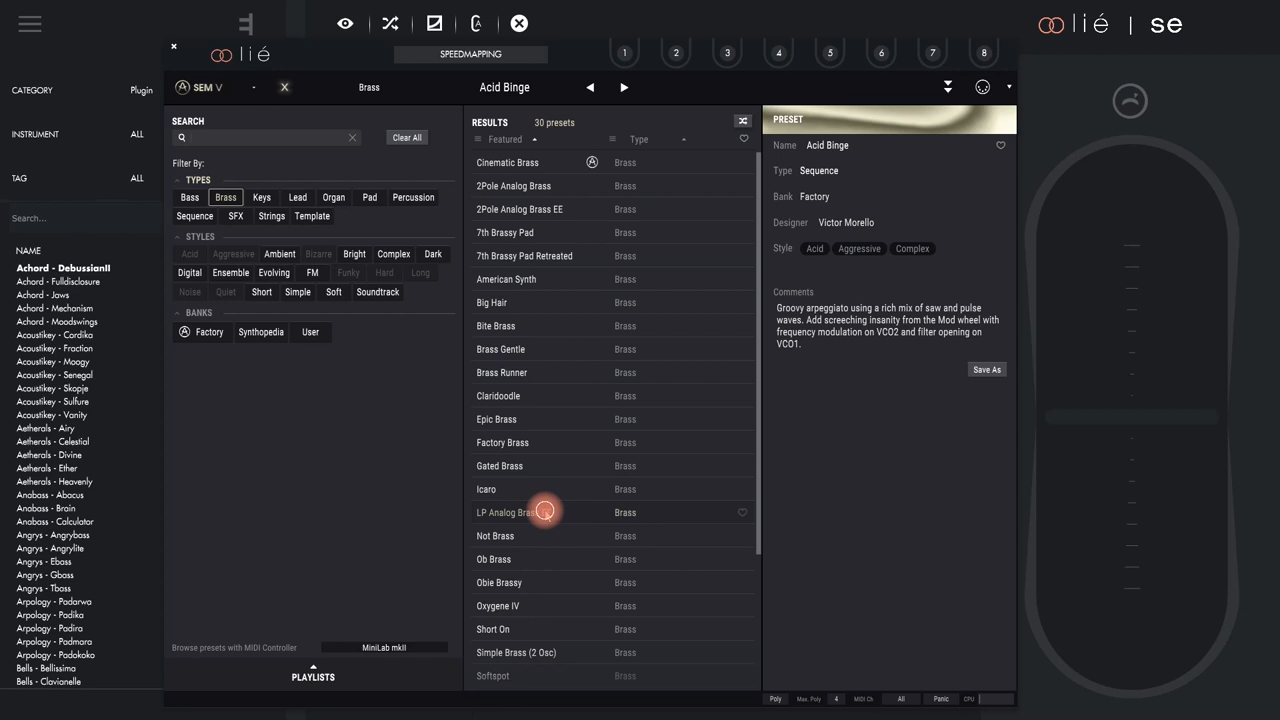 lié
SPEEDMAPPING
1
2
3
4
5
6
7
8
lié | se
CATEGORY
Plugin
INSTRUMENT
ALL
TAG
ALL
Search...
NAME
Achord - DebussianII
Achord - Fulldisclosure
Achord - Jaws
Achord - Mechanism
Achord - Moodswings
Acoustikey - Cordika
Acoustikey - Fraction
Acoustikey - Moogy
Acoustikey - Senegal
Acoustikey - Skopje
Acoustikey - Sulfure
Acoustikey - Vanity
Aetherals - Airy
Aetherals - Celestial
Aetherals - Divine
Aetherals - Ether
Aetherals - Heavenly
Anabass - Abacus
Anabass - Brain
Anabass - Calculator
Angrys - Angrybass
Angrys - Angrylite
Angrys - Ebass
Angrys - Gbass
Angrys - Tbass
Arpology - Padarwa
Arpology - Padika
Arpology - Padira
Arpology - Padmara
Arpology - Padokoko
Bells - Bellissima
Bells - Clavianelle
SEM V
-
X
Brass
Acid Binge
SEARCH
Clear All
Filter By:
TYPES
Bass
Brass
Keys
Lead
Organ
Pad
Percussion
Sequence
SFX
Strings
Template
STYLES
Acid
Aggressive
Ambient
Bizarre
Bright
Complex
Dark
Digital
Ensemble
Evolving
FM
Funky
Hard
Long
Noise
Quiet
Short
Simple
Soft
Soundtrack
BANKS
Factory
Synthopedia
User
Browse presets with MIDI Controller
MiniLab mkII
PLAYLISTS
RESULTS 30 presets
Featured
Type
Cinematic Brass Brass
2Pole Analog Brass Brass
2Pole Analog Brass EE Brass
7th Brassy Pad Brass
7th Brassy Pad Retreated Brass
American Synth Brass
Big Hair Brass
Bite Brass Brass
Brass Gentle Brass
Brass Runner Brass
Claridoodle Brass
Epic Brass Brass
Factory Brass Brass
Gated Brass Brass
Icaro Brass
LP Analog Bras Brass
Not Brass Brass
Ob Brass Brass
Obie Brassy Brass
Oxygene IV Brass
Short On Brass
Simple Brass (2 Osc) Brass
Softspot Brass
PRESET
Name Acid Binge
Type Sequence
Bank Factory
Designer Victor Morello
Style Acid Aggressive Complex
Comments
Groovy arpeggiato using a rich mix of saw and pulse
waves. Add screeching insanity from the Mod wheel with
frequency modulation on VCO2 and filter opening on
VCO1.
Save As
Poly
Max. Poly
4
MIDI Ch
All
Panic
CPU